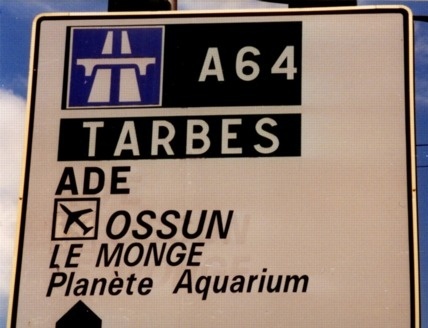 A64
TARBES
ADE
OSSUN
LE MONGE
Planète Aquarium